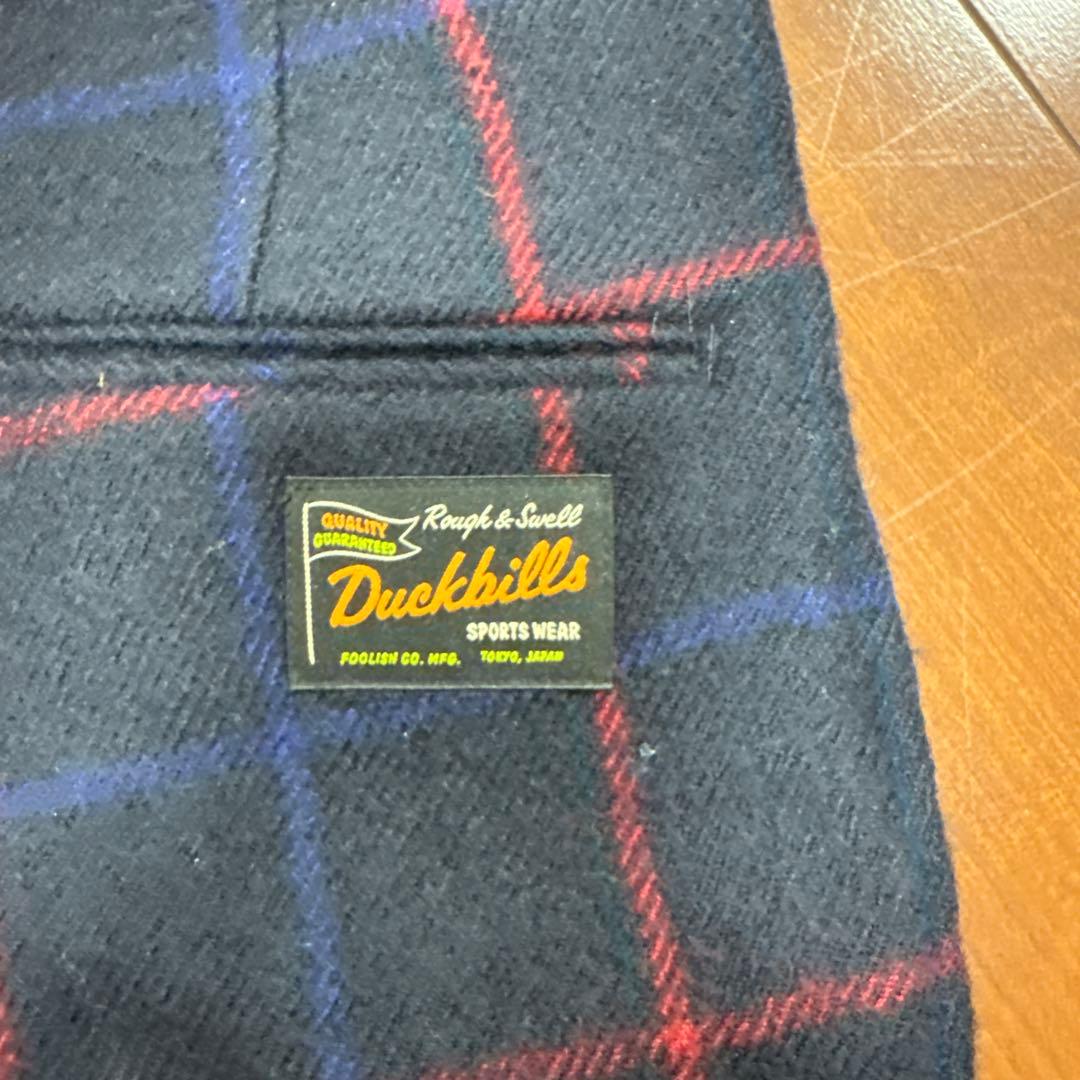 QUALITY
GUARANTEED
Rough & Swell
Duckbills
SPORTS WEAR
FOOLISH CO. MFG. TOKYO, JAPAN